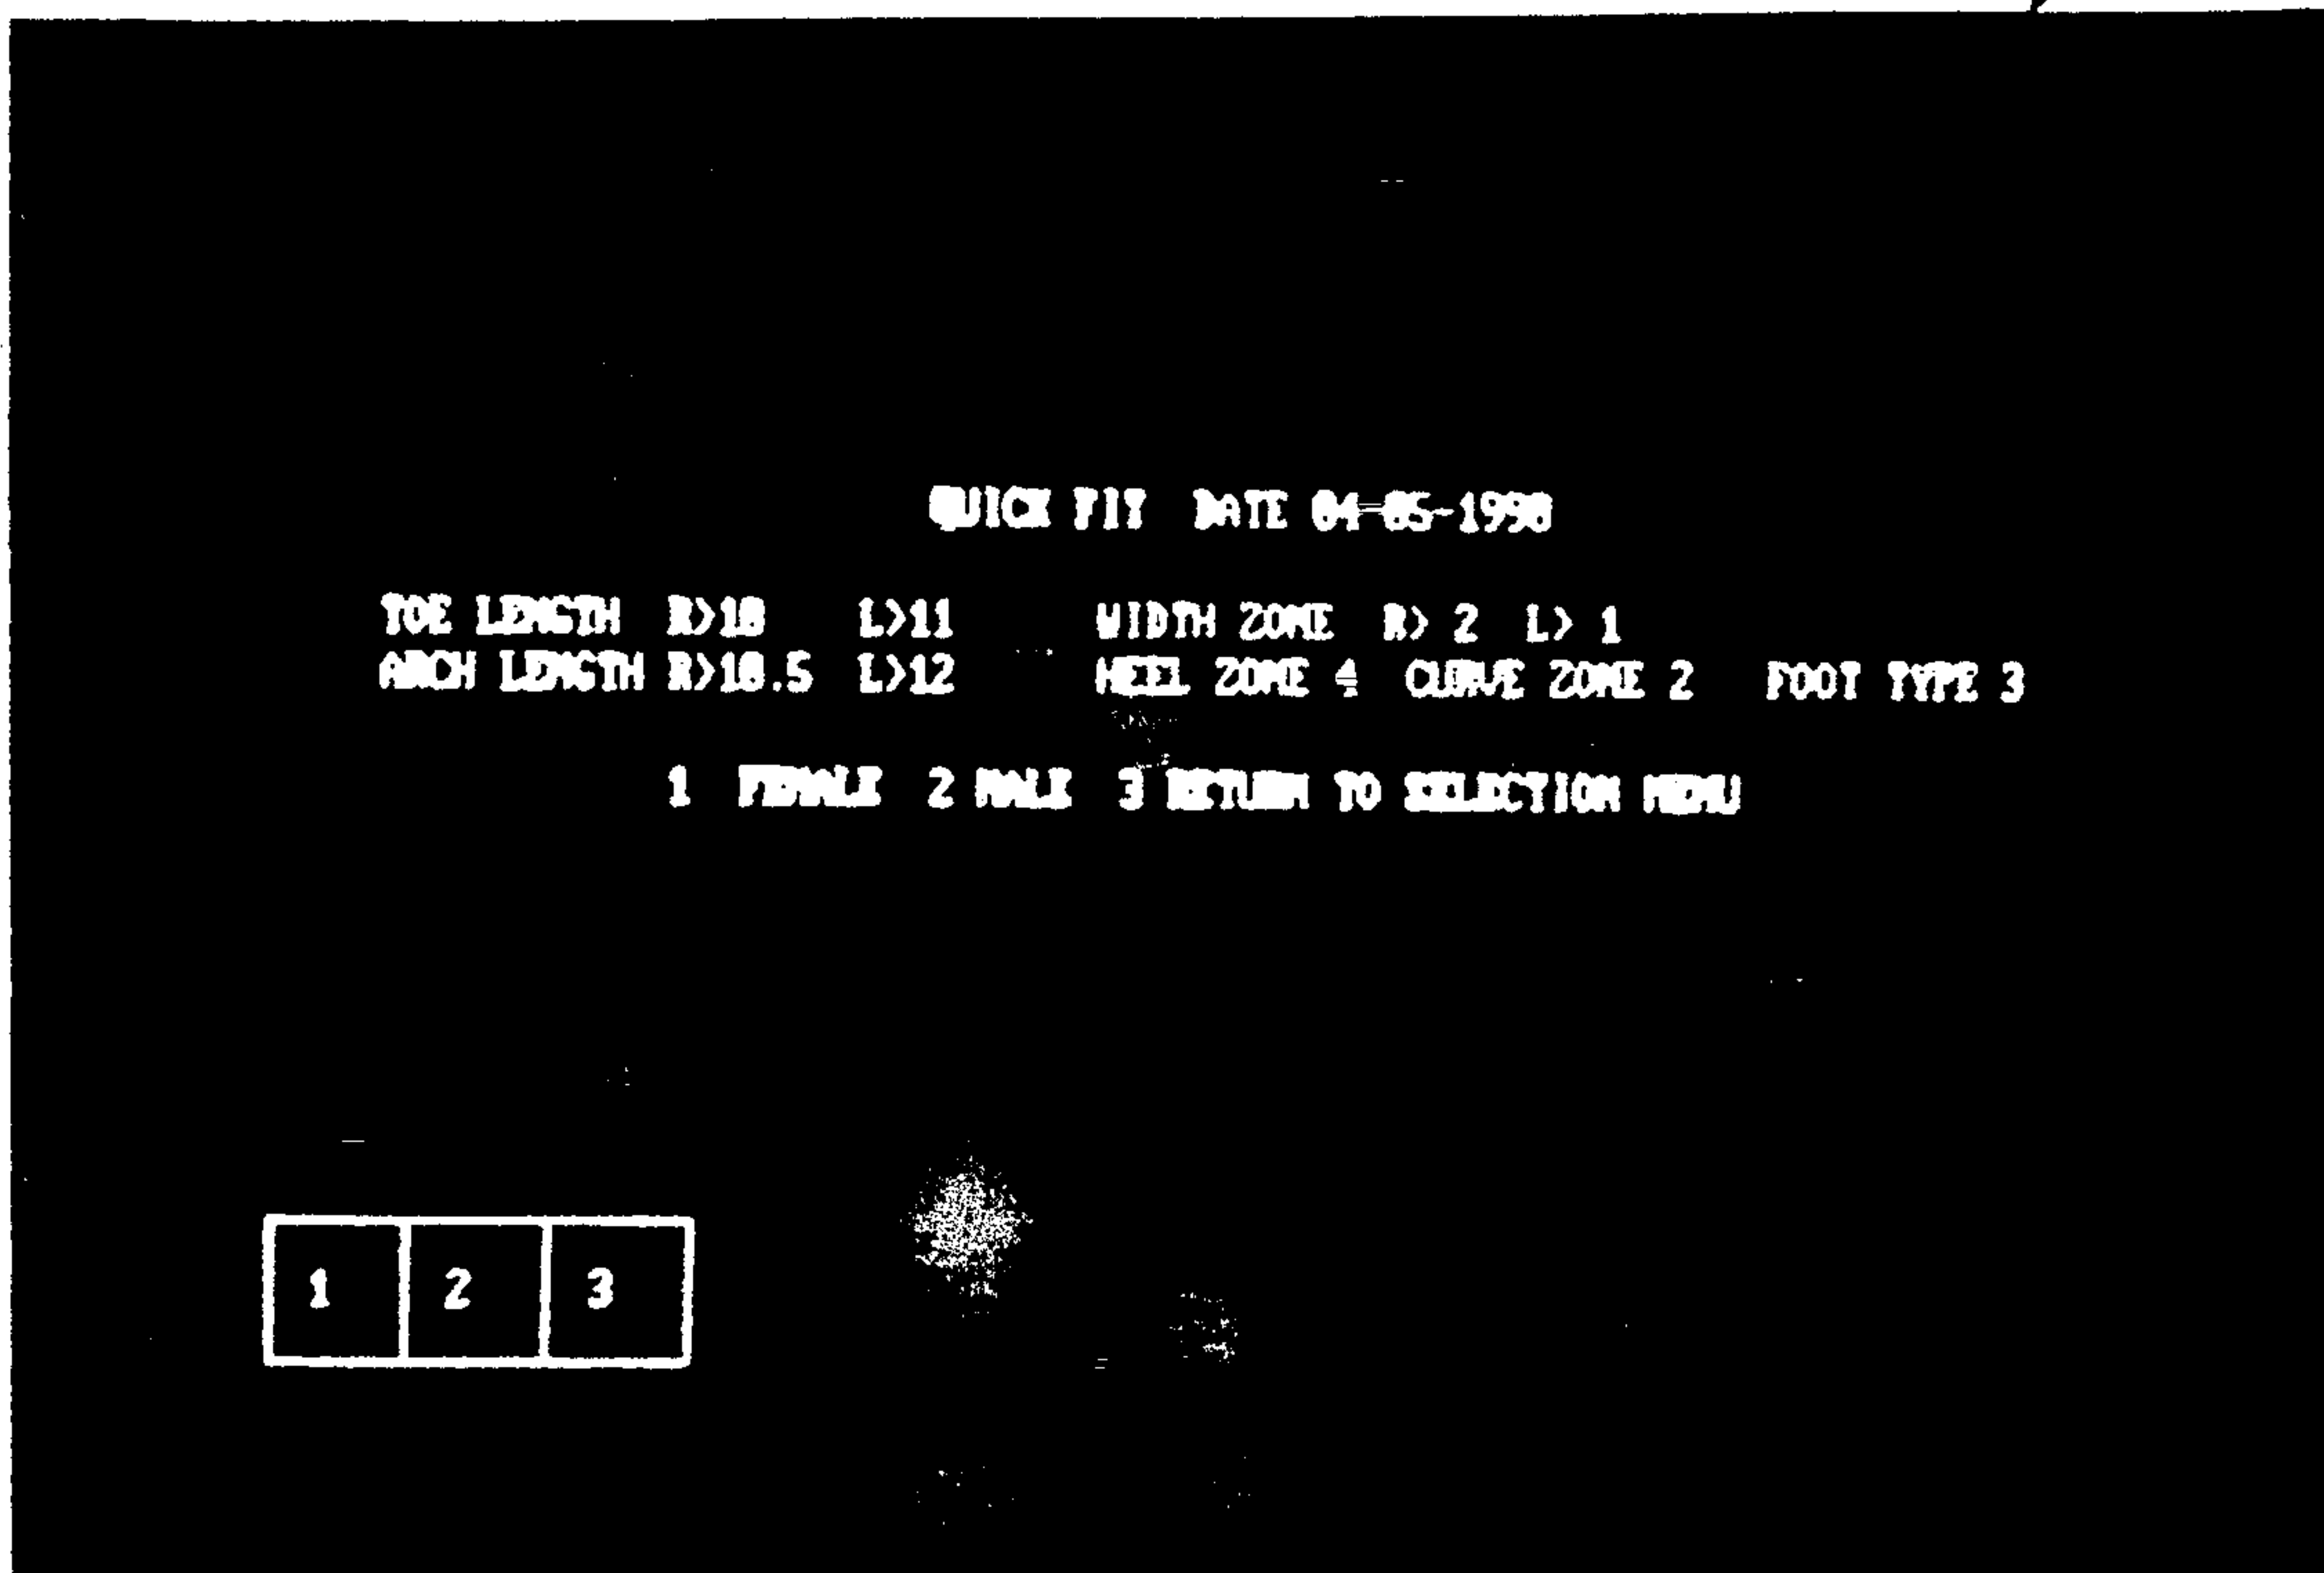 QUICK FIT DATE 04-05-1990
TOE LENGTH R>10 L>11 WIDTH ZONE R> 2 L> 1
ARCH LENGTH R>10.5 L>12 HEEL ZONE 4 CURVE ZONE 2 FOOT TYPE 3
1 FEMALE 2 MALE 3 RETURN TO SELECTION MENU
1 2 3